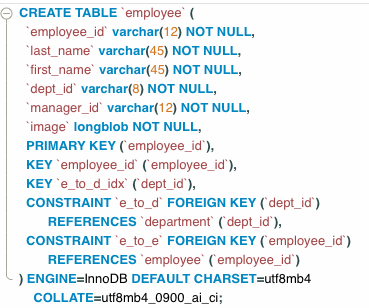 CREATE TABLE `employee` (
`employee_id` varchar(12) NOT NULL,
`last_name` varchar(45) NOT NULL,
`first_name` varchar(45) NOT NULL,
`dept_id` varchar(8) NOT NULL,
`manager_id` varchar(12) NOT NULL,
`image` longblob NOT NULL,
PRIMARY KEY (`employee_id`),
KEY `employee_id` (`employee_id`),
KEY `e_to_d_idx` (`dept_id`),
CONSTRAINT `e_to_d` FOREIGN KEY (`dept_id`)
REFERENCES `department` (`dept_id`),
CONSTRAINT `e_to_e` FOREIGN KEY (`employee_id`)
REFERENCES `employee` (`employee_id`)
) ENGINE=InnoDB DEFAULT CHARSET=utf8mb4
COLLATE=utf8mb4_0900_ai_ci;